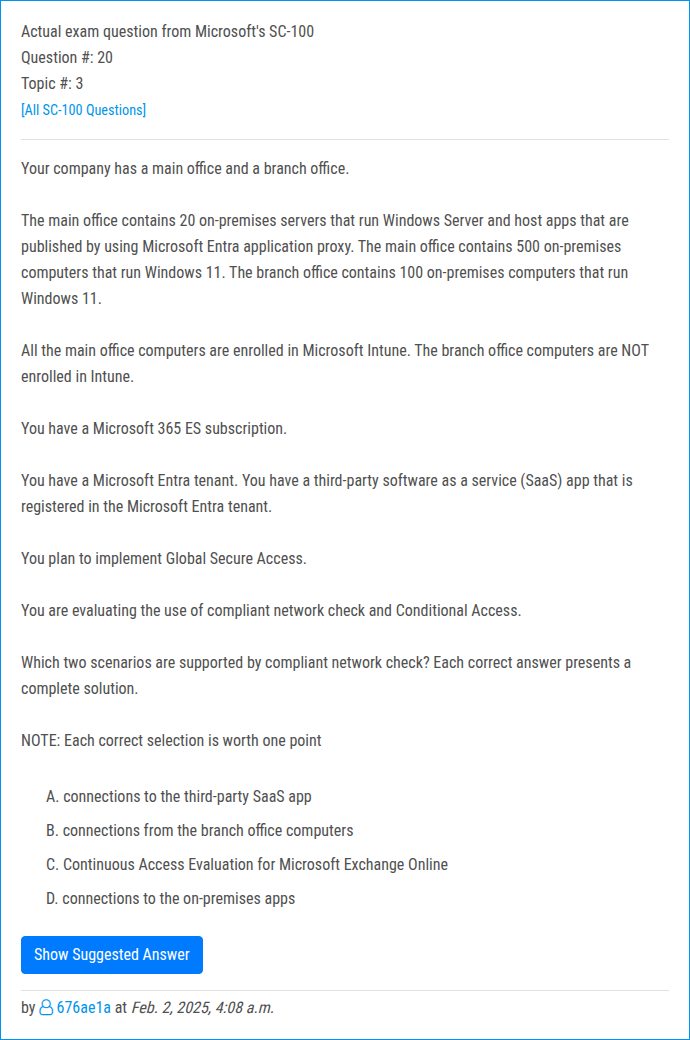 Actual exam question from Microsoft's SC-100
Question #: 20
Topic #: 3
[All SC-100 Questions]
Your company has a main office and a branch office.
The main office contains 20 on-premises servers that run Windows Server and host apps that are
published by using Microsoft Entra application proxy. The main office contains 500 on-premises
computers that run Windows 11. The branch office contains 100 on-premises computers that run
Windows 11.
All the main office computers are enrolled in Microsoft Intune. The branch office computers are NOT
enrolled in Intune.
You have a Microsoft 365 ES subscription.
You have a Microsoft Entra tenant. You have a third-party software as a service (SaaS) app that is
registered in the Microsoft Entra tenant.
You plan to implement Global Secure Access.
You are evaluating the use of compliant network check and Conditional Access.
Which two scenarios are supported by compliant network check? Each correct answer presents a
complete solution.
NOTE: Each correct selection is worth one point
A. connections to the third-party SaaS app
B. connections from the branch office computers
C. Continuous Access Evaluation for Microsoft Exchange Online
D. connections to the on-premises apps
Show Suggested Answer
by 676ae1a at Feb. 2, 2025, 4:08 a.m.